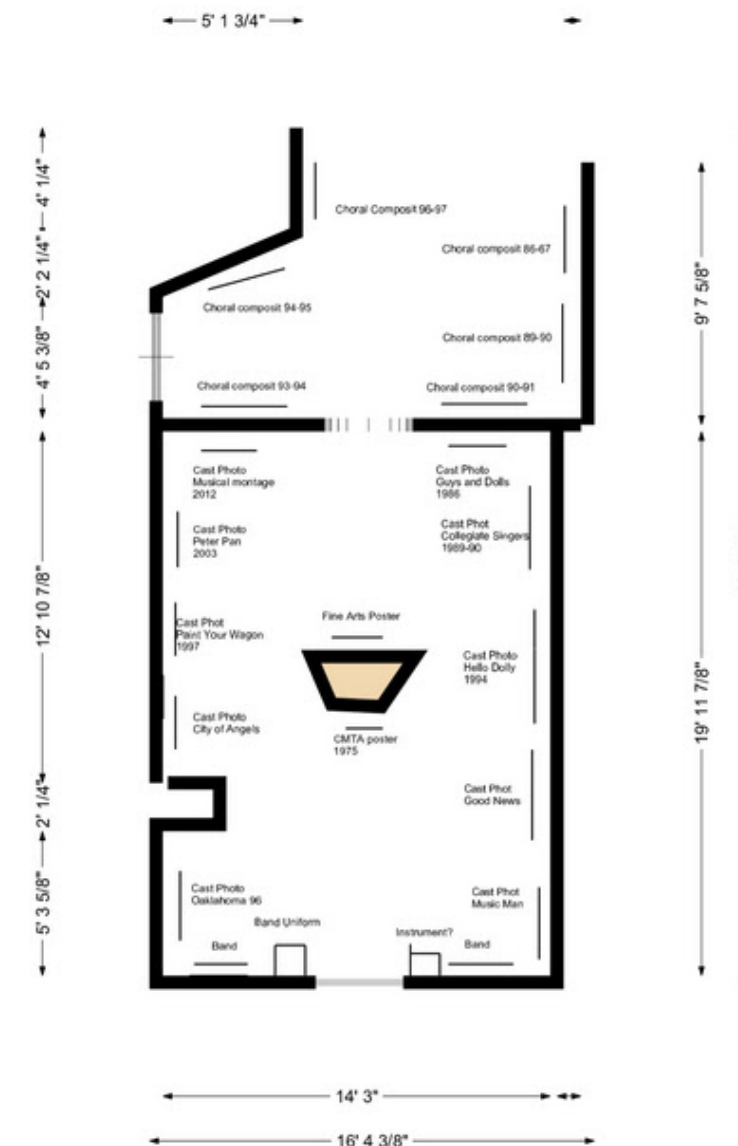 5' 1 3/4"
4' 1/4"
2' 2 1/4"
4' 5 3/8"
9' 7 5/8"
Choral Composit 96-97
Choral composit 86-67
Choral composit 94-95
Choral composit 89-90
Choral composit 93-94
Choral composit 90-91
Cast Photo
Musical montage
2012
Cast Photo
Guys and Dolls
1986
Cast Photo
Peter Pan
2003
Cast Phot
Collegiate Singers
1989-90
12' 10 7/8"
19' 11 7/8"
Fine Arts Poster
Cast Phot
Paint Your Wagon
1997
Cast Photo
Hello Dolly
1994
Cast Photo
City of Angels
CMTA poster
1975
2' 1/4"
Cast Phot
Good News
5' 3 5/8"
Cast Photo
Oaklahoma 96
Cast Phot
Music Man
Band Uniform
Instrument?
Band
Band
14' 3"
16' 4 3/8"